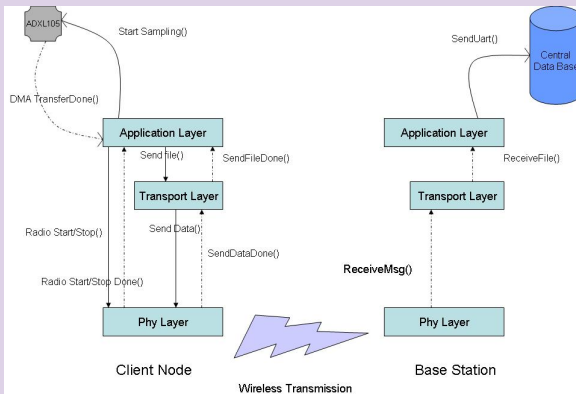 ADXL105
Start Sampling()
SendUart()
Central
Data Base
DMA TransferDone()
Application Layer
Application Layer
Send file()
SendFileDone()
ReceiveFile()
Transport Layer
Transport Layer
Send Data()
Radio Start/Stop()
SendDataDone()
ReceiveMsg()
Radio Start/Stop Done()
Phy Layer
Phy Layer
Client Node
Base Station
Wireless Transmission